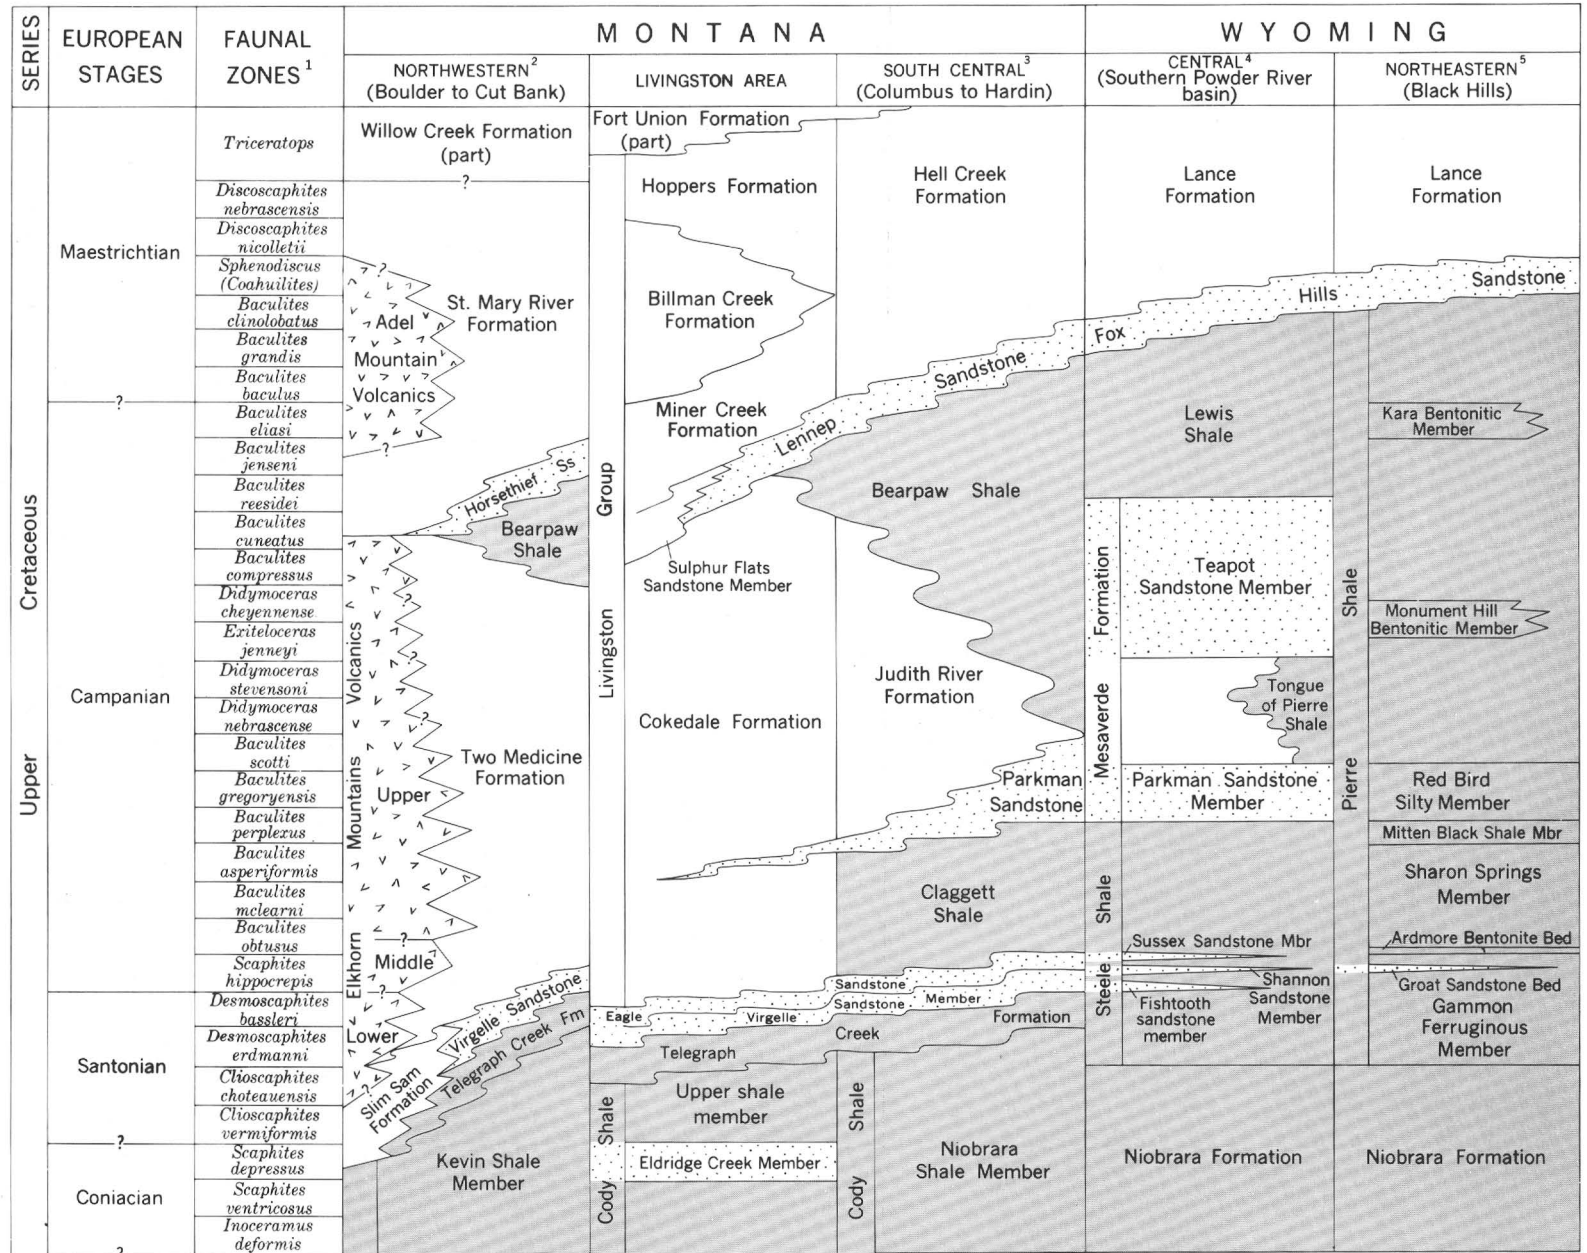 SERIES
EUROPEAN
STAGES
FAUNAL
ZONES 1
MONTANA
WYOMING
NORTHWESTERN 2
(Boulder to Cut Bank)
LIVINGSTON AREA
SOUTH CENTRAL 3
(Columbus to Hardin)
CENTRAL 4
(Southern Powder River
basin)
NORTHEASTERN 5
(Black Hills)
Upper Cretaceous
Maestrichtian
?
Campanian
Santonian
?
Coniacian
?
Triceratops
Discoscaphites
nebrascensis
Discoscaphites
nicolletii
Sphenodiscus
(Coahuilites)
Baculites
clinolobatus
Baculites
grandis
Baculites
baculus
Baculites
eliasi
Baculites
jenseni
Baculites
reesidei
Baculites
cuneatus
Baculites
compressus
Didymoceras
cheyennense
Exiteloceras
jenneyi
Didymoceras
stevensoni
Didymoceras
nebrascense
Baculites
scotti
Baculites
gregoryensis
Baculites
perplexus
Baculites
asperiformis
Baculites
mclearni
Baculites
obtusus
Scaphites
hippocrepis
Desmoscaphites
bassleri
Desmoscaphites
erdmanni
Clioscaphites
choteauensis
Clioscaphites
vermiformis
Scaphites
depressus
Scaphites
ventricosus
Inoceramus
deformis
Willow Creek Formation
(part)
?
?
Adel
Mountain
Volcanics
?
St. Mary River
Formation
Horsethief Ss
Bearpaw
Shale
Elkhorn Mountains Volcanics
?
?
?
Upper
Two Medicine
Formation
?
Middle
?
Lower
?
Slim Sam
Formation
Virgelle Sandstone
Telegraph Creek Fm
Kevin Shale
Member
Fort Union Formation
(part)
Livingston Group
Hoppers Formation
Billman Creek
Formation
Miner Creek
Formation
Sulphur Flats
Sandstone Member
Cokedale Formation
Eagle
Virgelle
Telegraph
Creek
Formation
Cody Shale
Upper shale
member
Eldridge Creek Member
Hell Creek
Formation
Lennep
Sandstone
Bearpaw Shale
Judith River
Formation
Parkman
Sandstone
Claggett
Shale
Sandstone
Sandstone
Member
Cody Shale
Niobrara
Shale Member
Lance
Formation
Fox
Hills
Sandstone
Lewis
Shale
Mesaverde Formation
Teapot
Sandstone Member
Tongue
of Pierre
Shale
Parkman Sandstone
Member
Steele Shale
Sussex Sandstone Mbr
Shannon
Sandstone
Member
Fishtooth
sandstone
member
Niobrara Formation
Lance
Formation
Pierre Shale
Kara Bentonitic
Member
Monument Hill
Bentonitic Member
Red Bird
Silty Member
Mitten Black Shale Mbr
Sharon Springs
Member
Ardmore Bentonite Bed
Groat Sandstone Bed
Gammon
Ferruginous
Member
Niobrara Formation